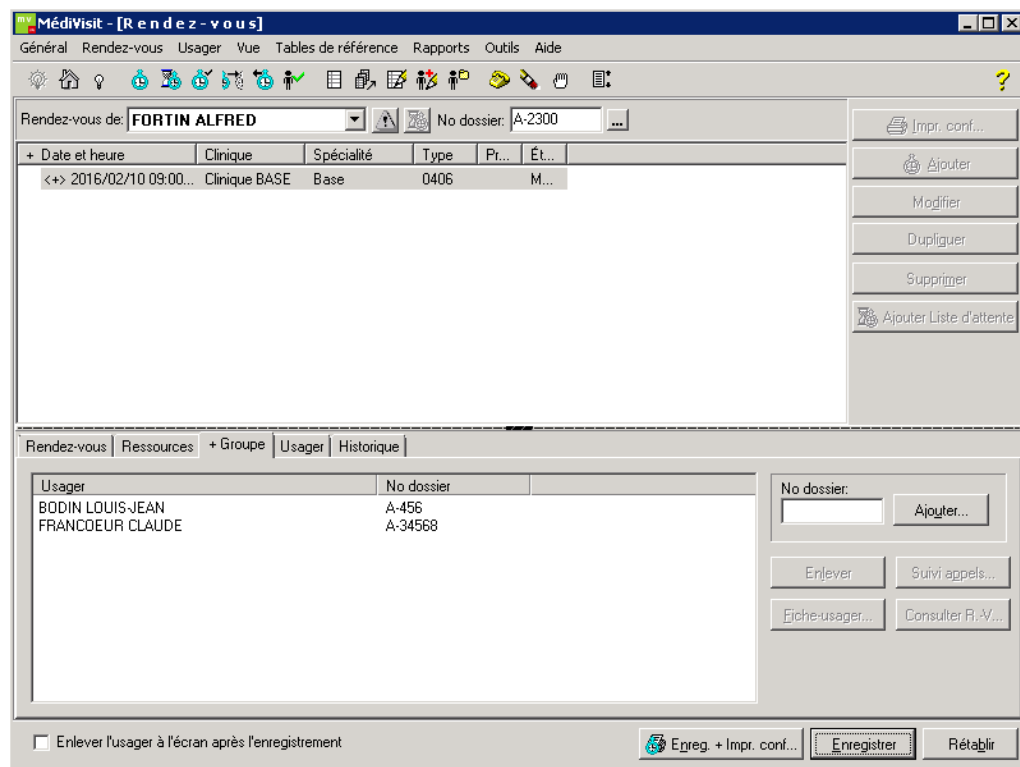 mv MédiVisit - [R e n d e z - v o u s]
Général Rendez-vous Usager Vue Tables de référence Rapports Outils Aide
Rendez-vous de: FORTIN ALFRED No dossier: A-2300 ...
Impr. conf...
+ Date et heure Clinique Spécialité Type Pr... Ét...
Ajouter
<+> 2016/02/10 09:00... Clinique BASE Base 0406 M...
Modifier
Dupliquer
Supprimer
Ajouter Liste d'attente
Rendez-vous Ressources + Groupe Usager Historique
Usager No dossier
No dossier:
BODIN LOUIS-JEAN A-456
Ajouter...
FRANCOEUR CLAUDE A-34568
Enlever Suivi appels...
Fiche-usager... Consulter R.-V...
Enlever l'usager à l'écran après l'enregistrement
Enreg. + Impr. conf... Enregistrer Rétablir